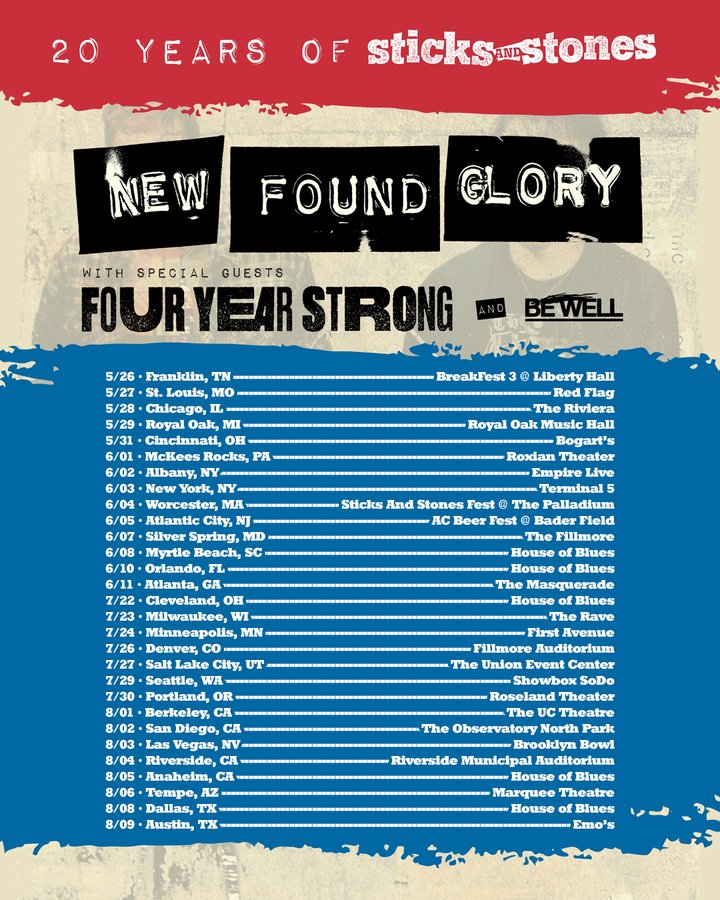 20 YEARS OF sticks AND stones
NEW FOUND GLORY
WITH SPECIAL GUESTS
FOUR YEAR STRONG AND BE WELL
5/26 • Franklin, TN BreakFest 3 @ Liberty Hall
5/27 • St. Louis, MO Red Flag
5/28 • Chicago, IL The Riviera
5/29 • Royal Oak, MI Royal Oak Music Hall
5/31 • Cincinnati, OH Bogart's
6/01 • McKees Rocks, PA Roxian Theater
6/02 • Albany, NY Empire Live
6/03 • New York, NY Terminal 5
6/04 • Worcester, MA Sticks And Stones Fest @ The Palladium
6/05 • Atlantic City, NJ AC Beer Fest @ Bader Field
6/07 • Silver Spring, MD The Fillmore
6/08 • Myrtle Beach, SC House of Blues
6/10 • Orlando, FL House of Blues
6/11 • Atlanta, GA The Masquerade
7/22 • Cleveland, OH House of Blues
7/23 • Milwaukee, WI The Rave
7/24 • Minneapolis, MN First Avenue
7/26 • Denver, CO Fillmore Auditorium
7/27 • Salt Lake City, UT The Union Event Center
7/29 • Seattle, WA Showbox SoDo
7/30 • Portland, OR Roseland Theater
8/01 • Berkeley, CA The UC Theatre
8/02 • San Diego, CA The Observatory North Park
8/03 • Las Vegas, NV Brooklyn Bowl
8/04 • Riverside, CA Riverside Municipal Auditorium
8/05 • Anaheim, CA House of Blues
8/06 • Tempe, AZ Marquee Theatre
8/08 • Dallas, TX House of Blues
8/09 • Austin, TX Emo's